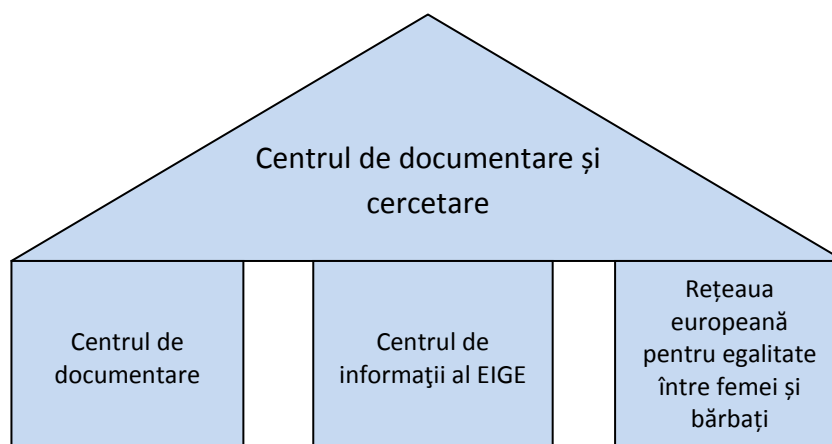 Centrul de documentare și
cercetare
Centrul de
documentare
Centrul de
informaţii al EIGE
Rețeaua
europeană
pentru egalitate
între femei și
bărbați